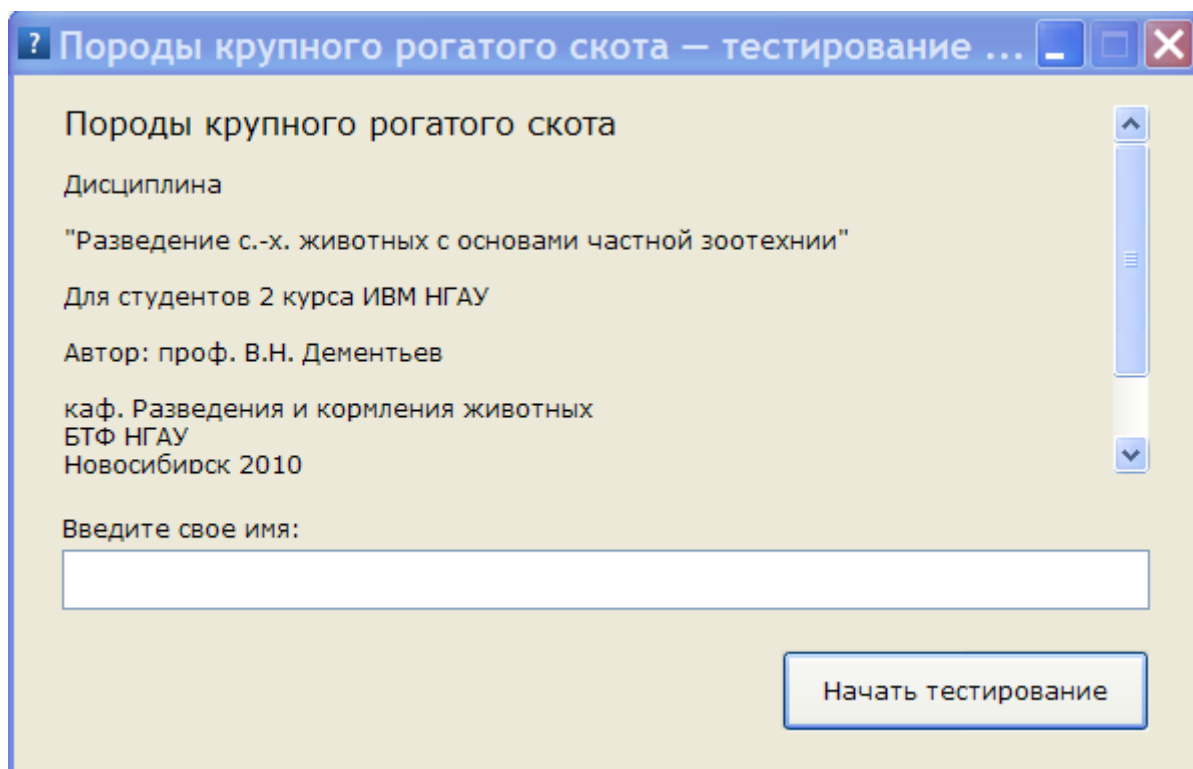 Породы крупного рогатого скота — тестирование ...
Породы крупного рогатого скота
Дисциплина
"Разведение с.-х. животных с основами частной зоотехнии"
Для студентов 2 курса ИВМ НГАУ
Автор: проф. В.Н. Дементьев
каф. Разведения и кормления животных
БТФ НГАУ
Новосибирск 2010
Введите свое имя:
Начать тестирование